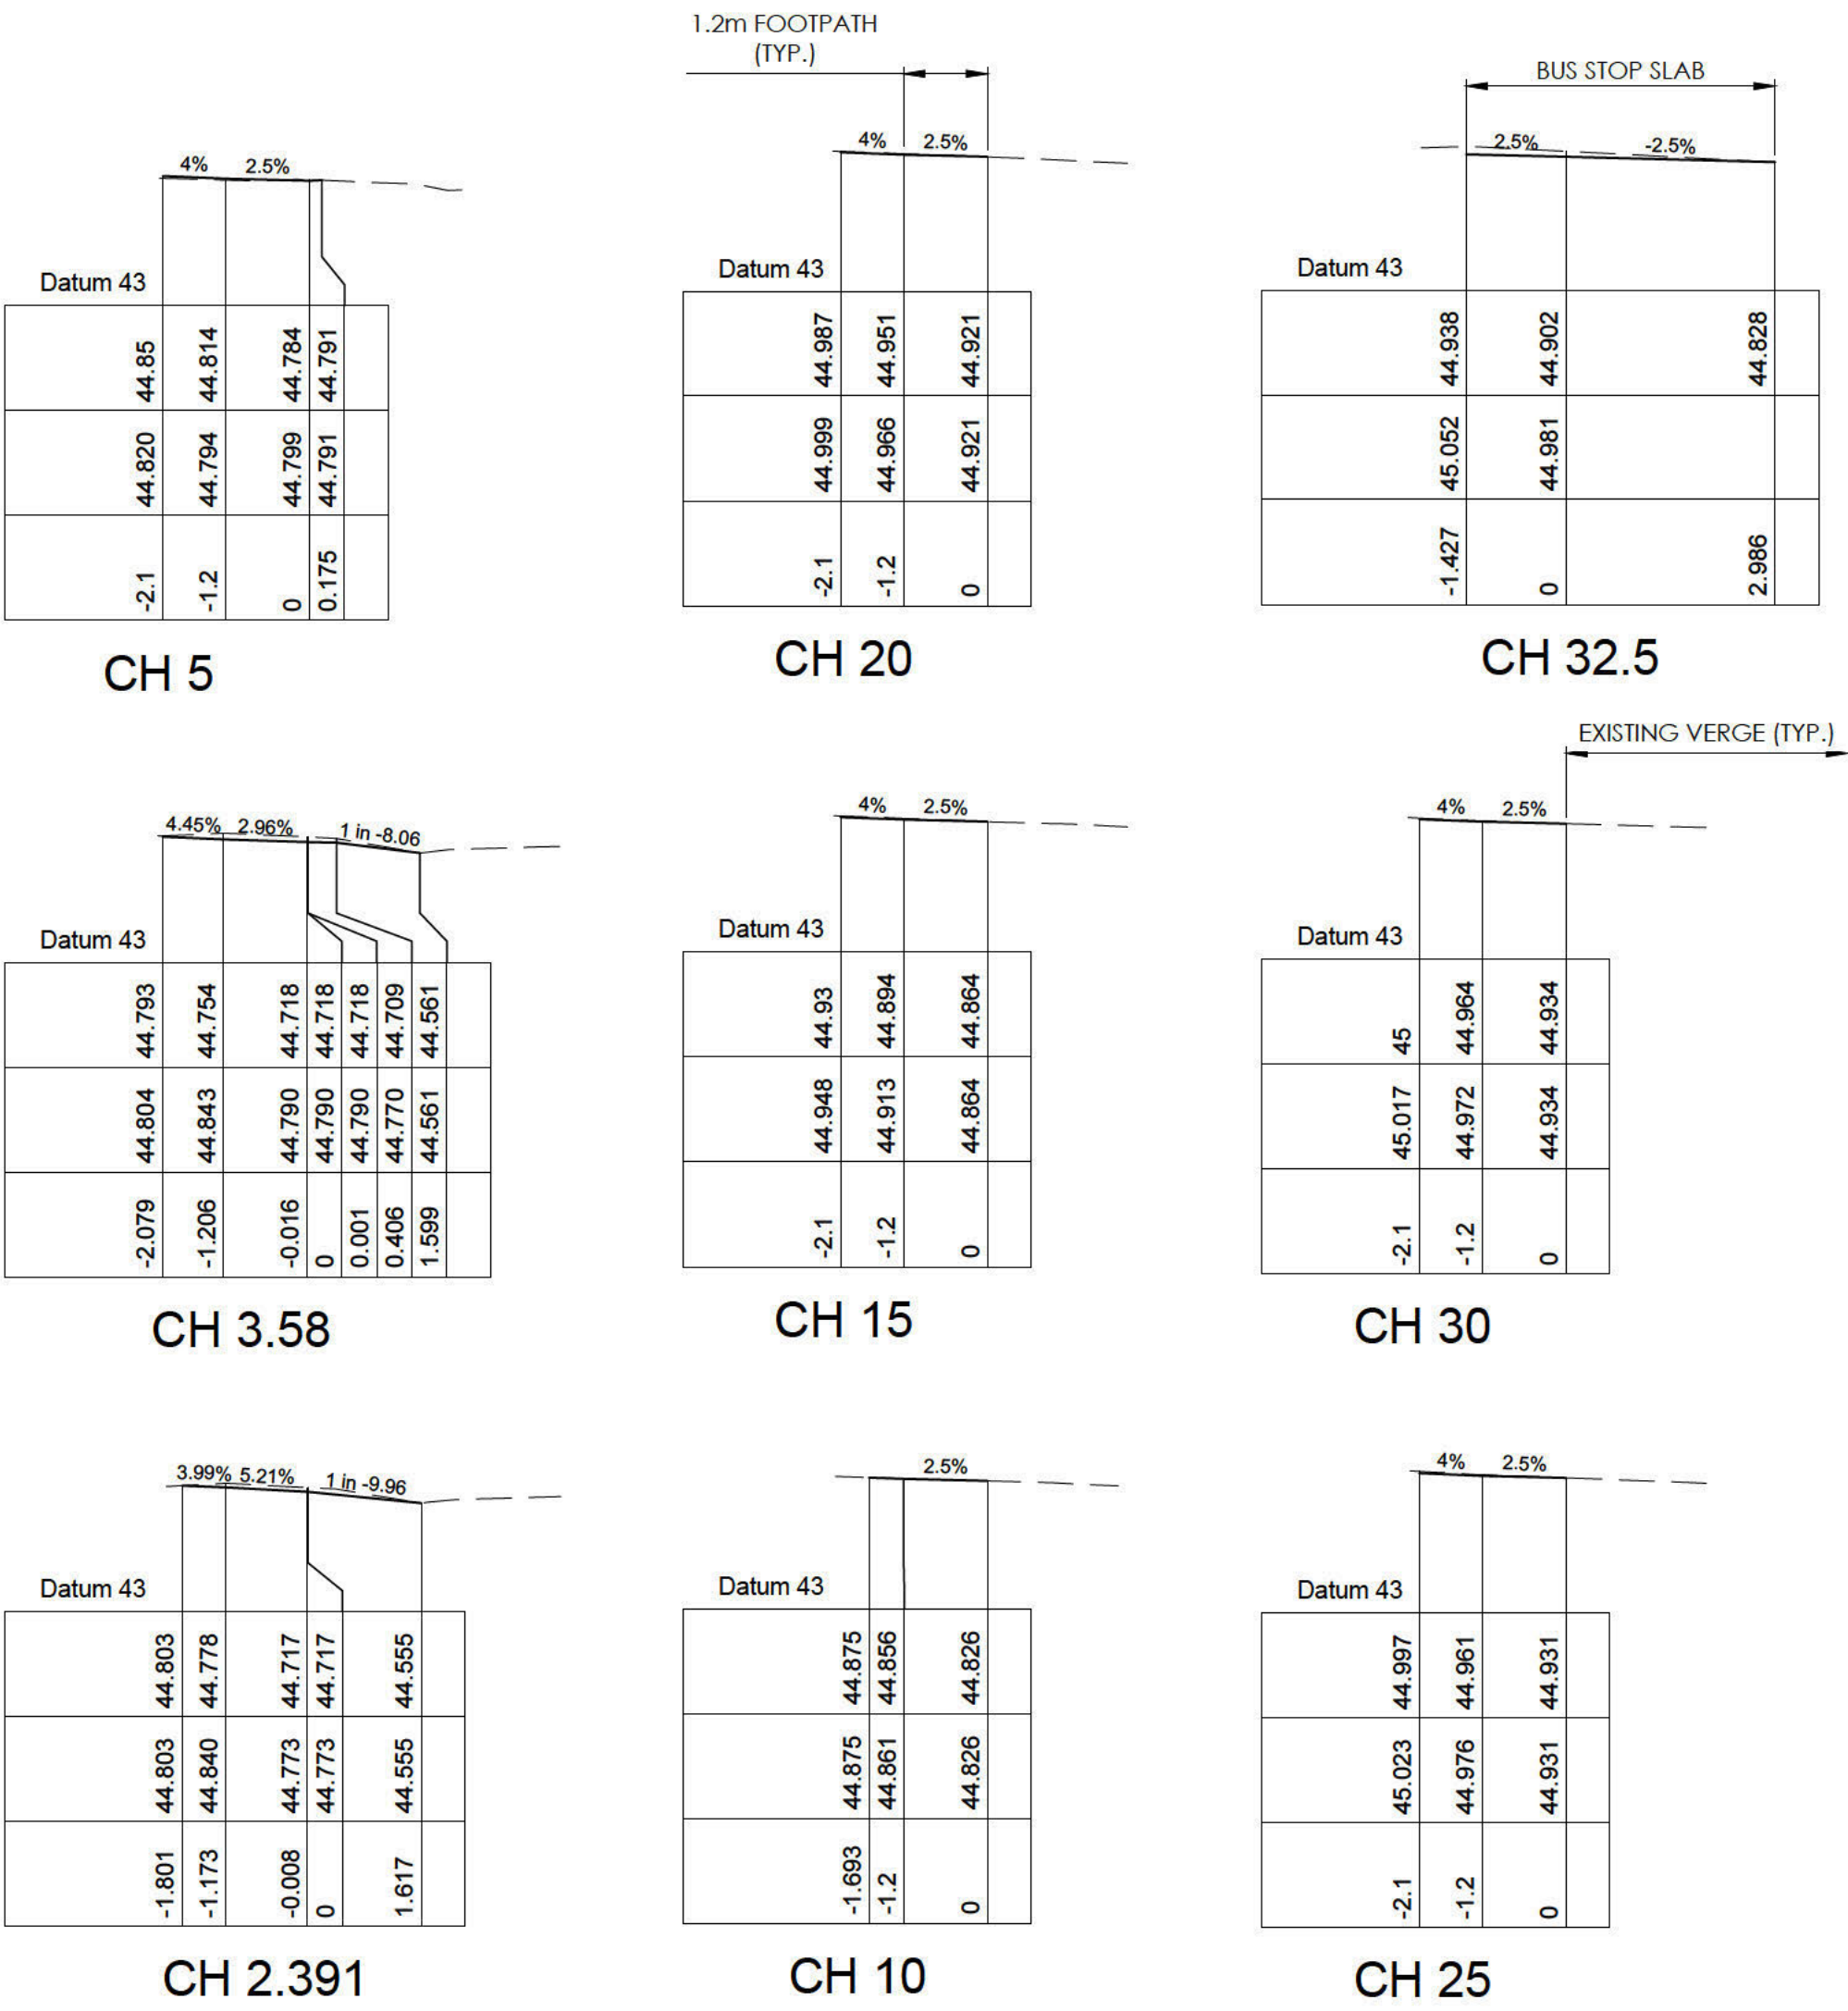 1.2m FOOTPATH
(TYP.)
BUS STOP SLAB
4% 2.5%
Datum 43
44.85 44.814 44.784 44.791
44.820 44.794 44.799 44.791
-2.1 -1.2 0 0.175
CH 5
4% 2.5%
Datum 43
44.987 44.951 44.921
44.999 44.966 44.921
-2.1 -1.2 0
CH 20
2.5% -2.5%
Datum 43
44.938 44.902 44.828
45.052 44.981
-1.427 0 2.986
CH 32.5
EXISTING VERGE (TYP.)
4.45% 2.96% 1 in -8.06
Datum 43
44.793 44.754 44.718 44.718 44.718 44.709 44.561
44.804 44.843 44.790 44.790 44.790 44.770 44.561
-2.079 -1.206 -0.016 0 0.001 0.406 1.599
CH 3.58
4% 2.5%
Datum 43
44.93 44.894 44.864
44.948 44.913 44.864
-2.1 -1.2 0
CH 15
4% 2.5%
Datum 43
45 44.964 44.934
45.017 44.972 44.934
-2.1 -1.2 0
CH 30
3.99% 5.21% 1 in -9.96
Datum 43
44.803 44.778 44.717 44.717 44.555
44.803 44.840 44.773 44.773 44.555
-1.801 -1.173 -0.008 0 1.617
CH 2.391
2.5%
Datum 43
44.875 44.856 44.826
44.875 44.861 44.826
-1.693 -1.2 0
CH 10
4% 2.5%
Datum 43
44.997 44.961 44.931
45.023 44.976 44.931
-2.1 -1.2 0
CH 25